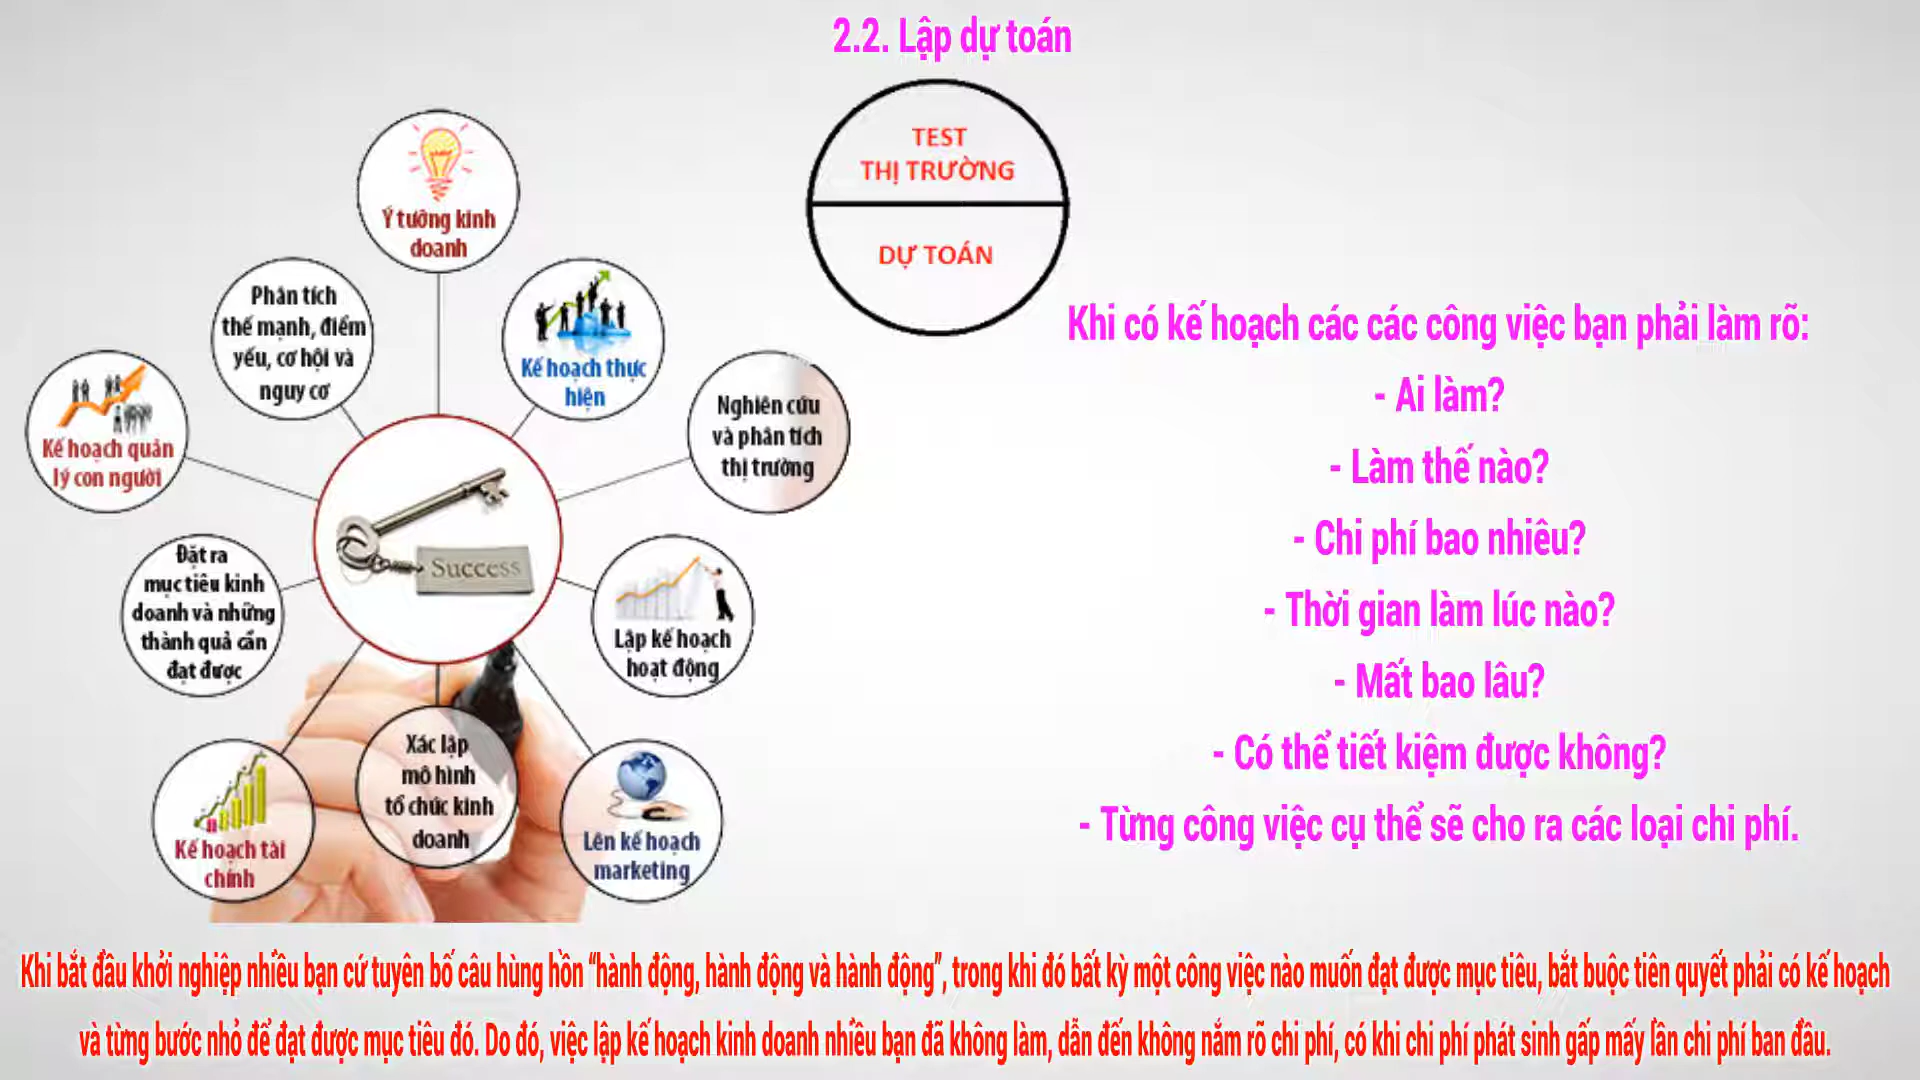 2.2. Lập dự toán
TEST
THỊ TRƯỜNG
DỰ TOÁN
Ý tưởng kinh
doanh
Phân tích
thế mạnh, điểm
yếu, cơ hội và
nguy cơ
Kế hoạch thực
hiện
Kế hoạch quản
lý con người
Nghiên cứu
và phân tích
thị trường
Success
Đặt ra
mục tiêu kinh
doanh và những
thành quả cần
đạt được
Lập kế hoạch
hoạt động
Kế hoạch tài
chính
Xác lập
mô hình
tổ chức kinh
doanh
Lên kế hoạch
marketing
Khi có kế hoạch các các công việc bạn phải làm rõ:
- Ai làm?
- Làm thế nào?
- Chi phí bao nhiêu?
- Thời gian làm lúc nào?
- Mất bao lâu?
- Có thể tiết kiệm được không?
- Từng công việc cụ thể sẽ cho ra các loại chi phí.
Khi bắt đầu khởi nghiệp nhiều bạn cứ tuyên bố câu hùng hồn “hành động, hành động và hành động”, trong khi đó bất kỳ một công việc nào muốn đạt được mục tiêu, bắt buộc tiên quyết phải có kế hoạch
và từng bước nhỏ để đạt được mục tiêu đó. Do đó, việc lập kế hoạch kinh doanh nhiều bạn đã không làm, dẫn đến không nắm rõ chi phí, có khi chi phí phát sinh gấp mấy lần chi phí ban đầu.